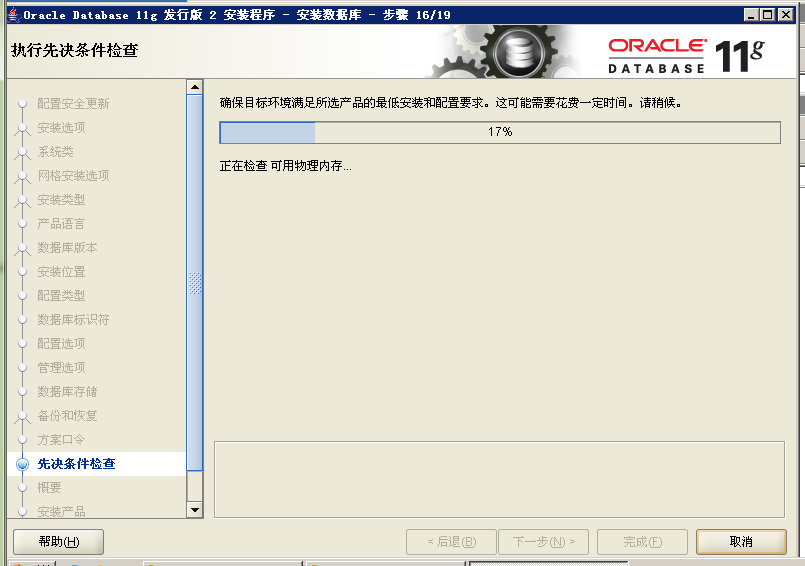 Oracle Database 11g 发行版 2 安装程序 - 安装数据库 - 步骤 16/19
执行先决条件检查
ORACLE
DATABASE 11g
配置安全更新
安装选项
系统类
网格安装选项
安装类型
产品语言
数据库版本
安装位置
配置类型
数据库标识符
配置选项
管理选项
数据库存储
备份和恢复
方案口令
先决条件检查
概要
安装产品
确保目标环境满足所选产品的最低安装和配置要求。这可能需要花费一定时间。请稍候。
17%
正在检查 可用物理内存...
帮助(H)
< 后退(B)
下一步(N) >
完成(F)
取消